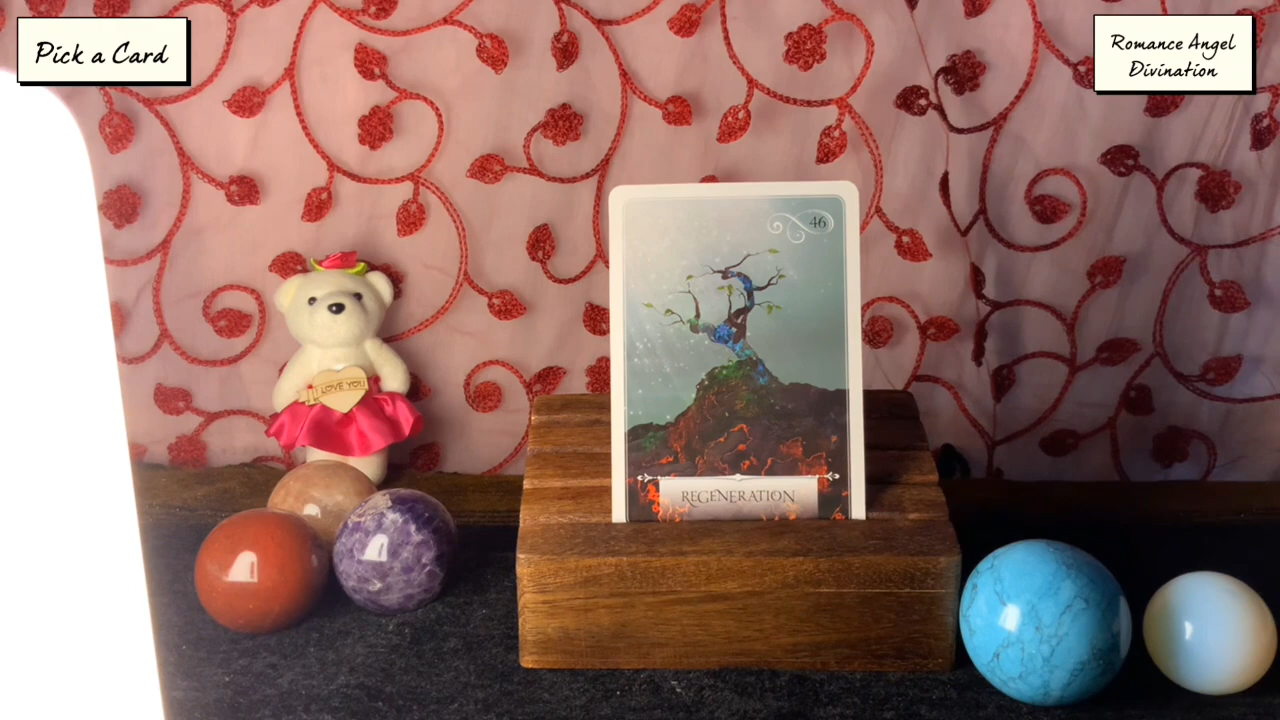 Pick a Card
Romance Angel
Divination
46
I LOVE YOU
REGENERATION